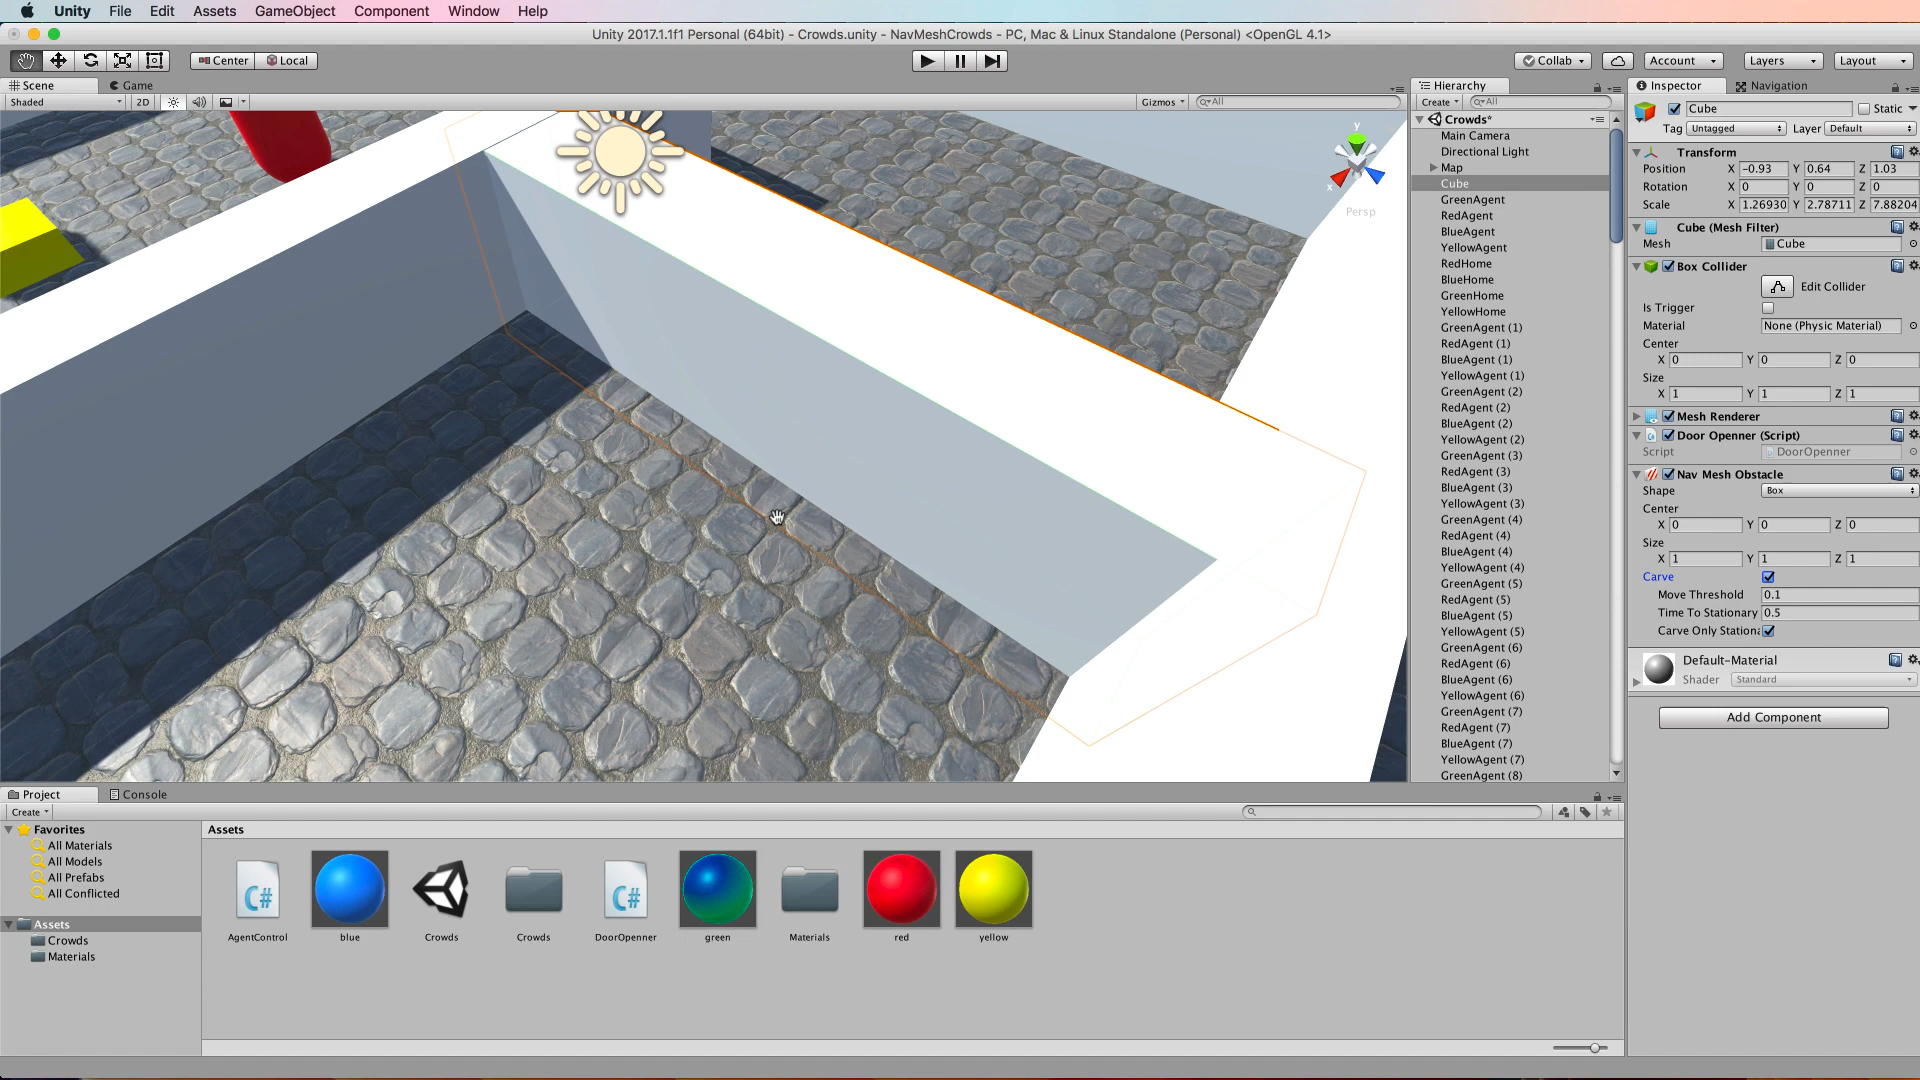 Unity File Edit Assets GameObject Component Window Help
Unity 2017.1.1f1 Personal (64bit) - Crowds.unity - NavMeshCrowds - PC, Mac & Linux Standalone (Personal) <OpenGL 4.1>
Center Local Collab Account Layers Layout
Scene Game
Shaded 2D Gizmos All
y
x
Persp
Hierarchy
Create All
Crowds*
Main Camera
Directional Light
Map
Cube
GreenAgent
RedAgent
BlueAgent
YellowAgent
RedHome
BlueHome
GreenHome
YellowHome
GreenAgent (1)
RedAgent (1)
BlueAgent (1)
YellowAgent (1)
GreenAgent (2)
RedAgent (2)
BlueAgent (2)
YellowAgent (2)
GreenAgent (3)
RedAgent (3)
BlueAgent (3)
YellowAgent (3)
GreenAgent (4)
RedAgent (4)
BlueAgent (4)
YellowAgent (4)
GreenAgent (5)
RedAgent (5)
BlueAgent (5)
YellowAgent (5)
GreenAgent (6)
RedAgent (6)
BlueAgent (6)
YellowAgent (6)
GreenAgent (7)
RedAgent (7)
BlueAgent (7)
YellowAgent (7)
GreenAgent (8)
Inspector Navigation
Cube Static
Tag Untagged Layer Default
Transform
Position X -0.93 Y 0.64 Z 1.03
Rotation X 0 Y 0 Z 0
Scale X 1.26930 Y 2.78711 Z 7.88204
Cube (Mesh Filter)
Mesh Cube
Box Collider
Edit Collider
Is Trigger
Material None (Physic Material)
Center
X 0 Y 0 Z 0
Size
X 1 Y 1 Z 1
Mesh Renderer
Door Openner (Script)
Script DoorOpenner
Nav Mesh Obstacle
Shape Box
Center
X 0 Y 0 Z 0
Size
X 1 Y 1 Z 1
Carve
Move Threshold 0.1
Time To Stationary 0.5
Carve Only Station
Default-Material
Shader Standard
Add Component
Project Console
Create
Favorites
All Materials
All Models
All Prefabs
All Conflicted
Assets
Crowds
Materials
Assets
C# C#
AgentControl blue Crowds Crowds DoorOpenner green Materials red yellow